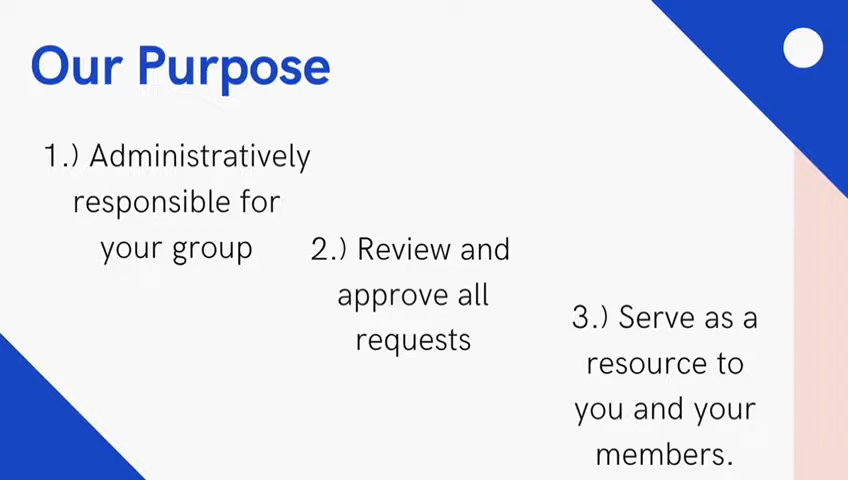 Our Purpose
1.) Administratively
responsible for
your group
2.) Review and
approve all
requests
3.) Serve as a
resource to
you and your
members.